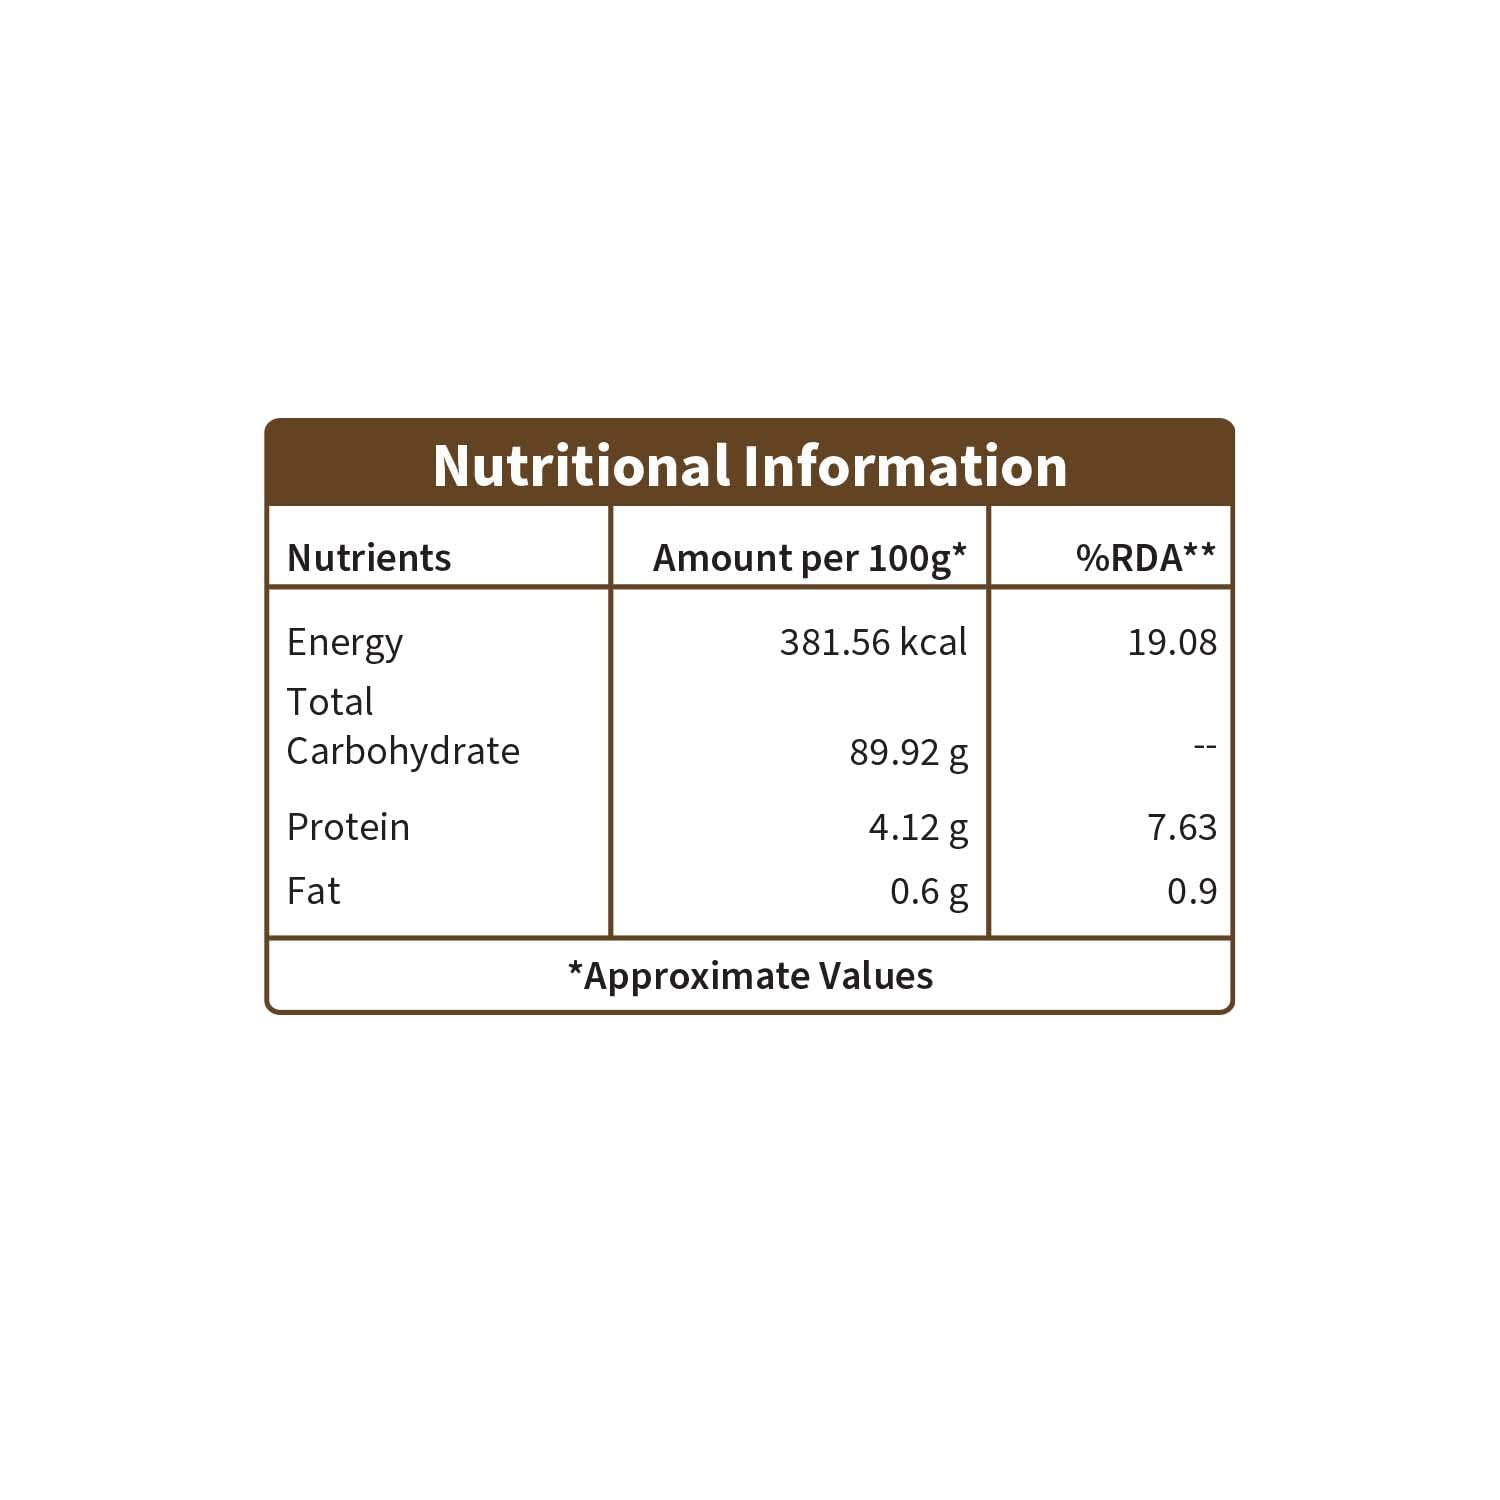 Nutritional Information
Nutrients Amount per 100g* %RDA**
Energy 381.56 kcal 19.08
Total
Carbohydrate 89.92 g --
Protein 4.12 g 7.63
Fat 0.6 g 0.9
*Approximate Values